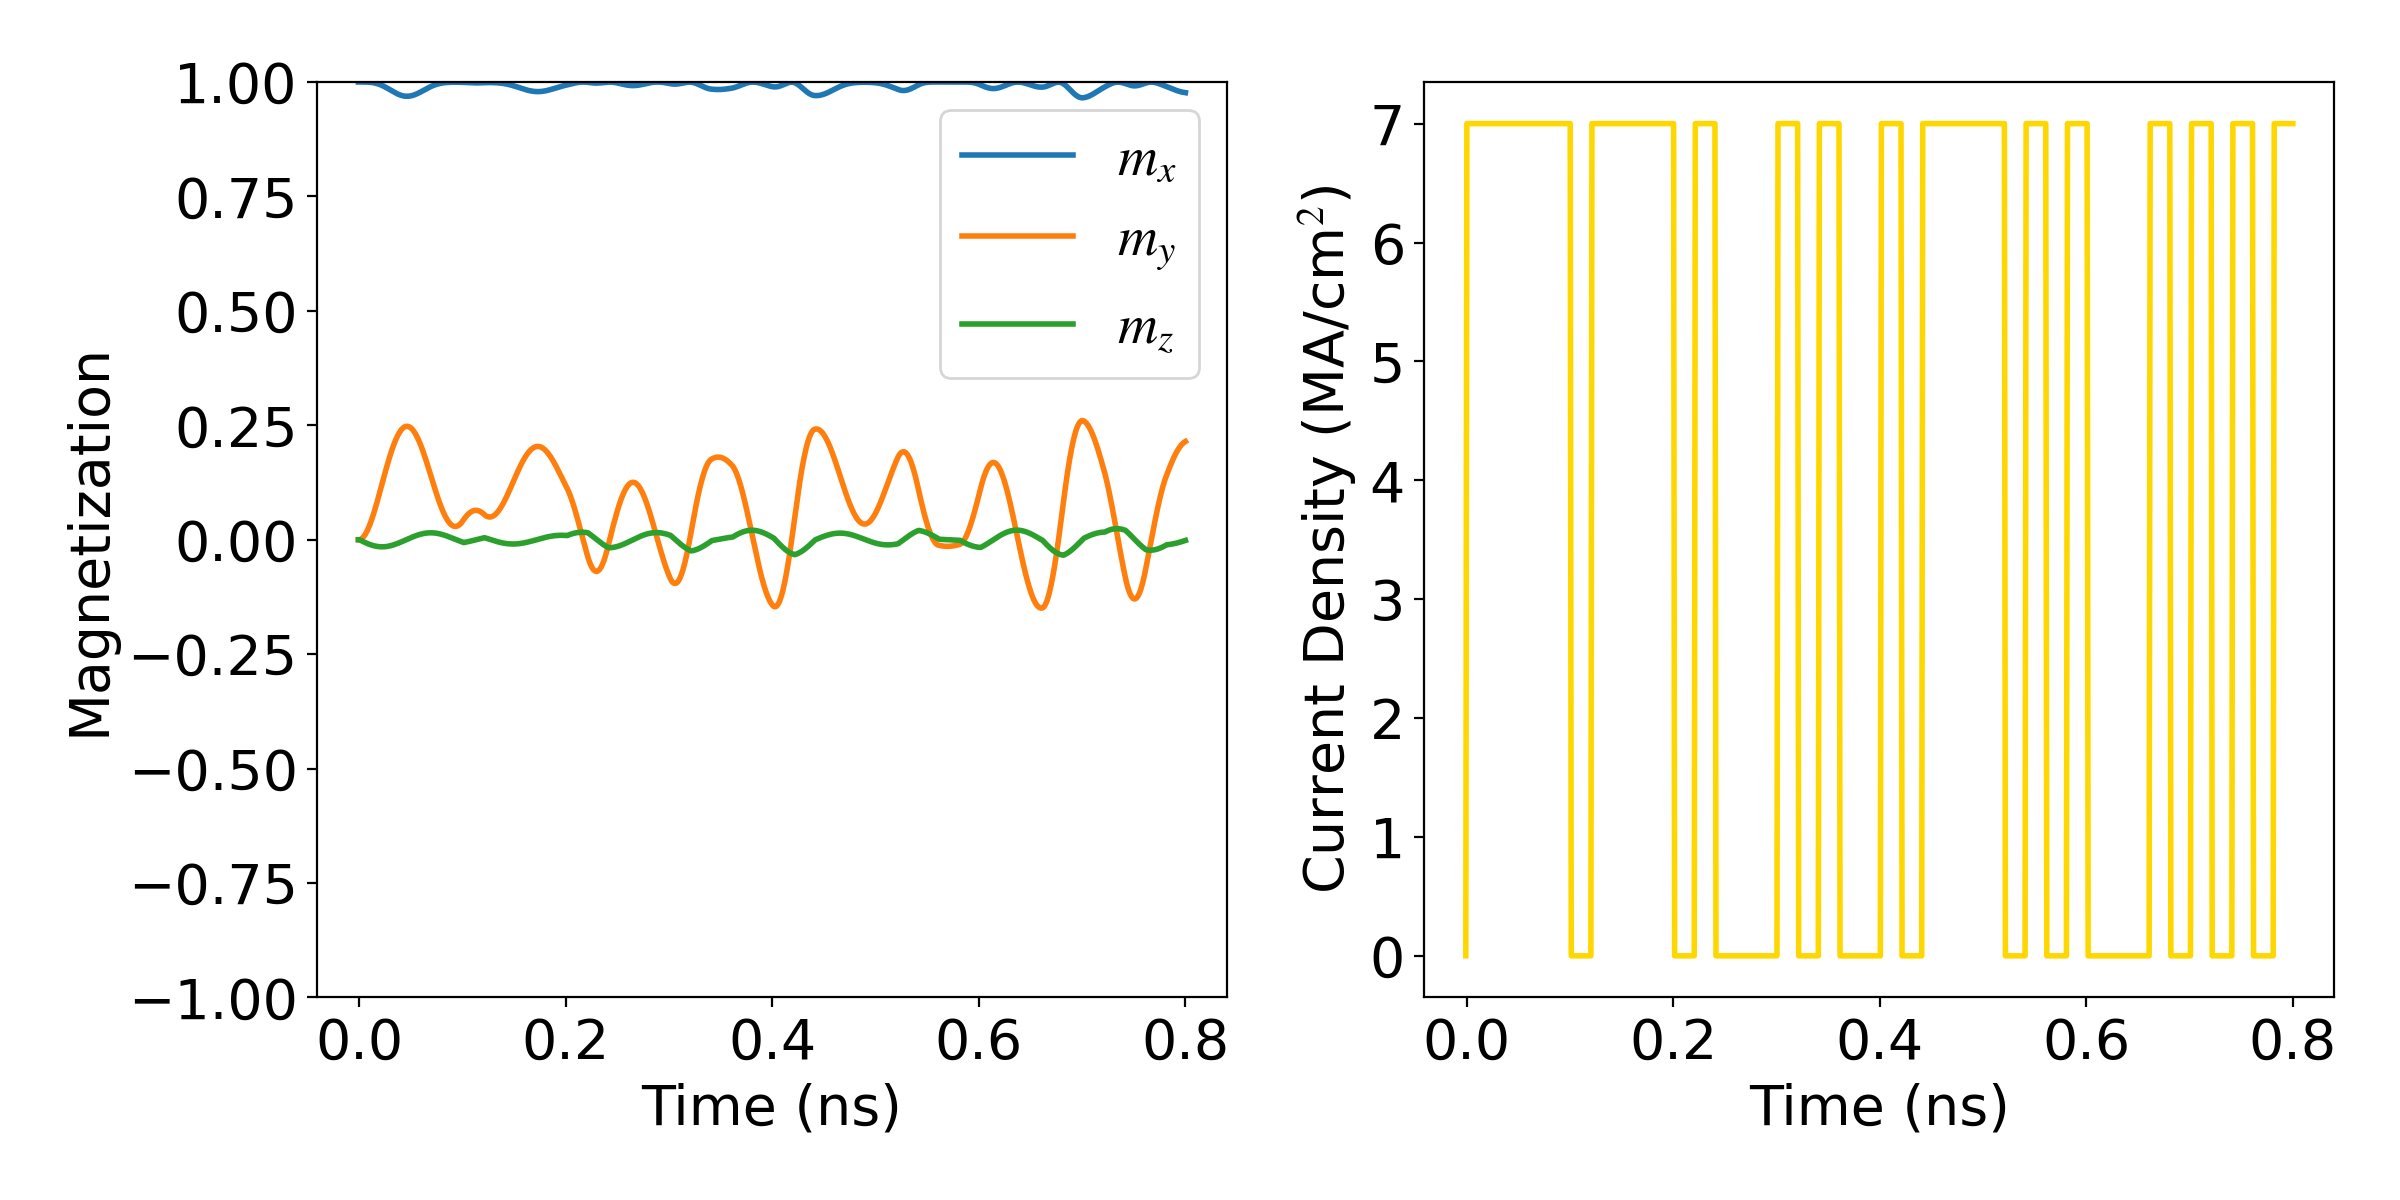 Magnetization
1.00
0.75
0.50
0.25
0.00
−0.25
−0.50
−0.75
−1.00
0.0 0.2 0.4 0.6 0.8
Time (ns)
mₓ
m_y
m_z
Current Density (MA/cm²)
7
6
5
4
3
2
1
0
0.0 0.2 0.4 0.6 0.8
Time (ns)